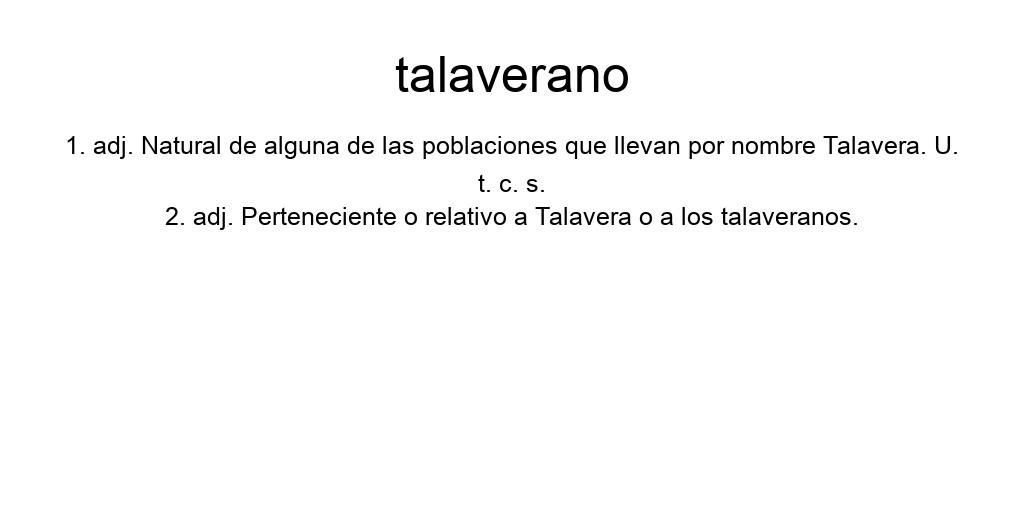 talaverano
1. adj. Natural de alguna de las poblaciones que llevan por nombre Talavera. U.
t. c. s.
2. adj. Perteneciente o relativo a Talavera o a los talaveranos.